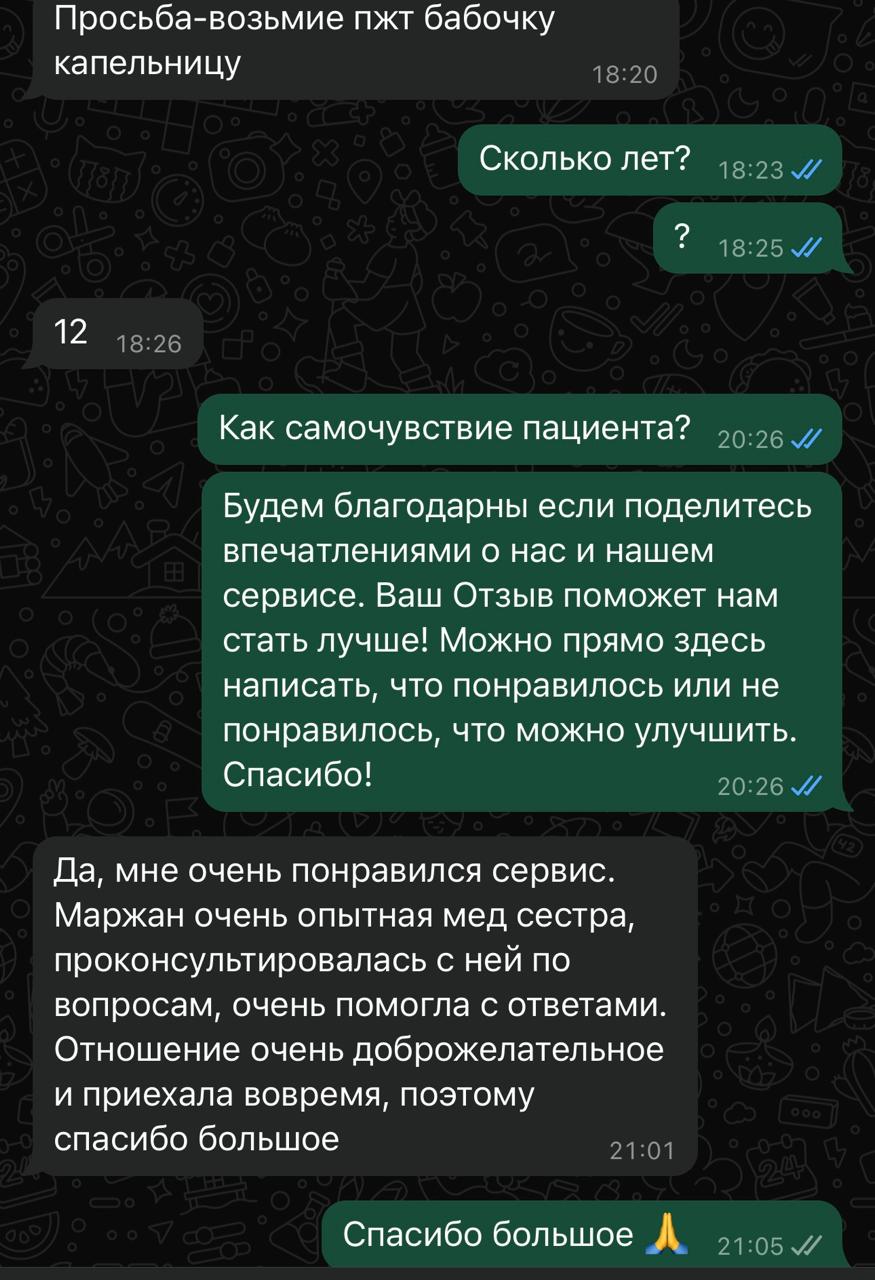 Просьба-возьмие пжт бабочку
капельницу
18:20
Сколько лет? 18:23
? 18:25
12 18:26
Как самочувствие пациента? 20:26
Будем благодарны если поделитесь
впечатлениями о нас и нашем
сервисе. Ваш Отзыв поможет нам
стать лучше! Можно прямо здесь
написать, что понравилось или не
понравилось, что можно улучшить.
Спасибо! 20:26
Да, мне очень понравился сервис.
Маржан очень опытная мед сестра,
проконсультировалась с ней по
вопросам, очень помогла с ответами.
Отношение очень доброжелательное
и приехала вовремя, поэтому
спасибо большое 21:01
Спасибо большое 🙏 21:05